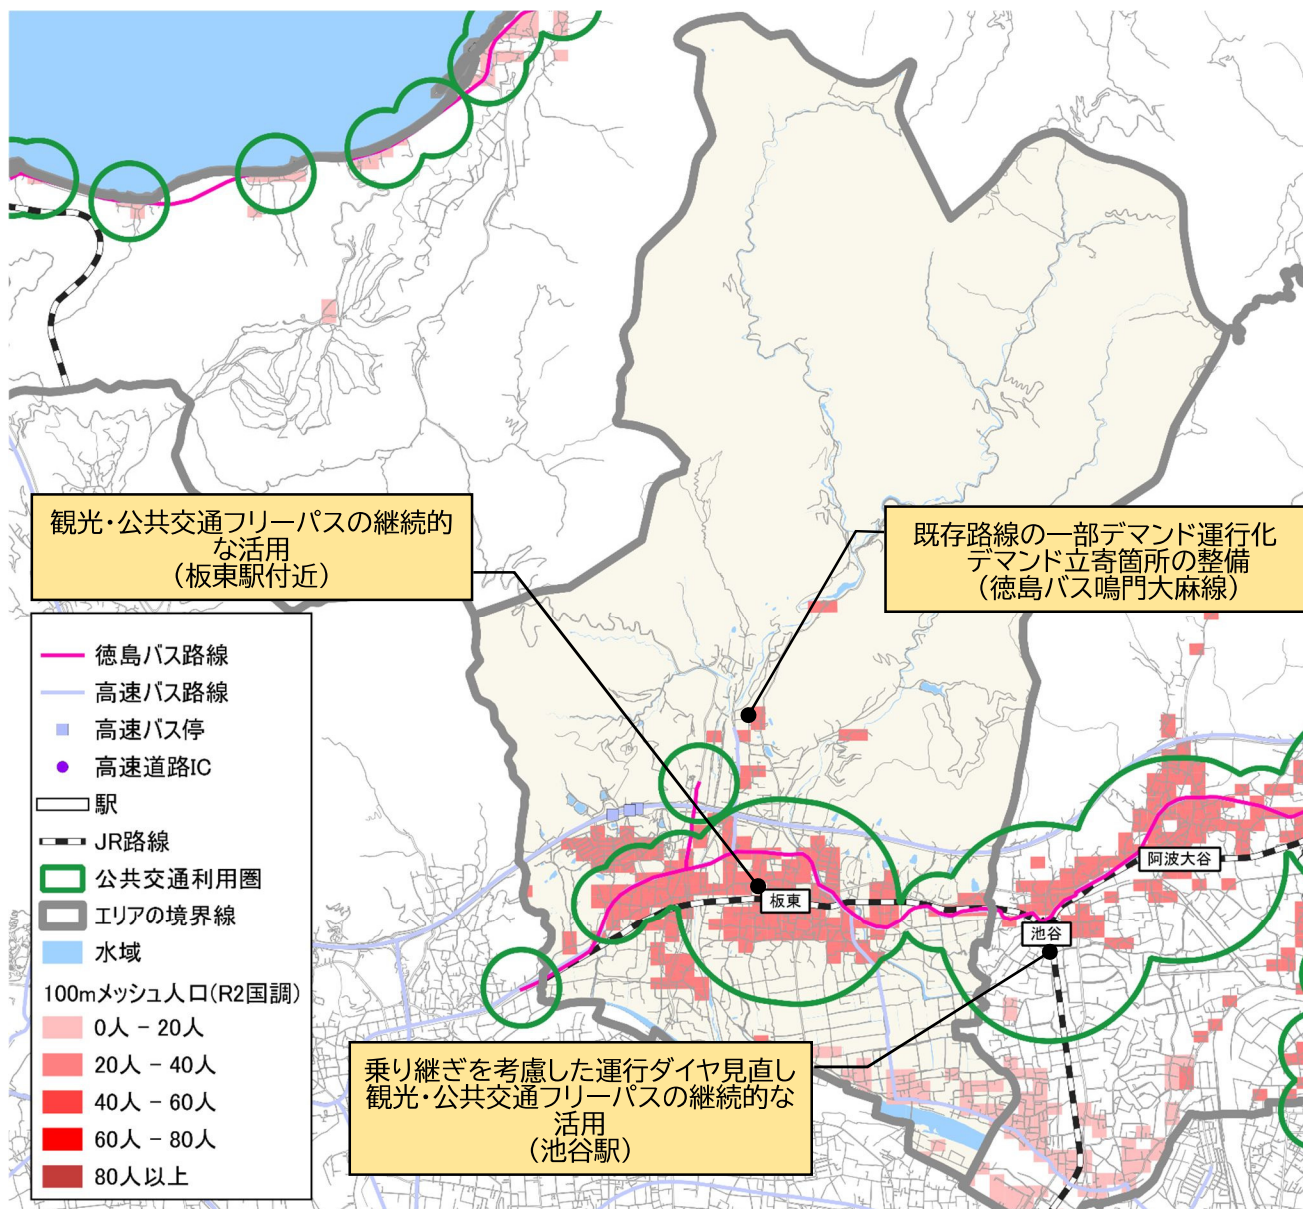 観光・公共交通フリーパスの継続的
な活用
（板東駅付近）
既存路線の一部デマンド運行化
デマンド立寄箇所の整備
（徳島バス鳴門大麻線）
徳島バス路線
高速バス路線
高速バス停
高速道路IC
駅
JR路線
公共交通利用圏
エリアの境界線
水域
100mメッシュ人口(R2国調)
0人 - 20人
20人 - 40人
40人 - 60人
60人 - 80人
80人以上
阿波大谷
板東
池谷
乗り継ぎを考慮した運行ダイヤ見直し
観光・公共交通フリーパスの継続的な
活用
（池谷駅）